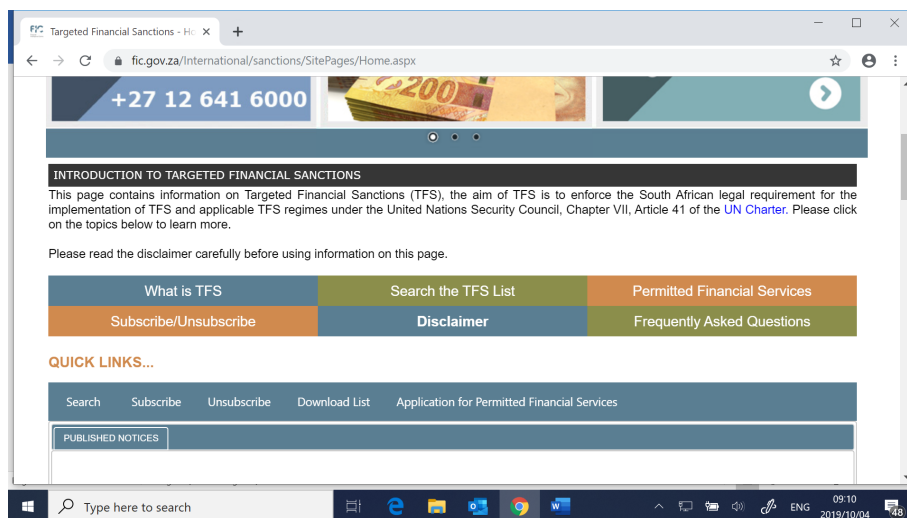 FIC Targeted Financial Sanctions - Ho
fic.gov.za/International/sanctions/SitePages/Home.aspx
+27 12 641 6000
200
INTRODUCTION TO TARGETED FINANCIAL SANCTIONS
This page contains information on Targeted Financial Sanctions (TFS), the aim of TFS is to enforce the South African legal requirement for the
implementation of TFS and applicable TFS regimes under the United Nations Security Council, Chapter VII, Article 41 of the UN Charter. Please click
on the topics below to learn more.
Please read the disclaimer carefully before using information on this page.
What is TFS Search the TFS List Permitted Financial Services
Subscribe/Unsubscribe Disclaimer Frequently Asked Questions
QUICK LINKS...
Search Subscribe Unsubscribe Download List Application for Permitted Financial Services
PUBLISHED NOTICES
Type here to search ENG 09:10
2019/10/04 48